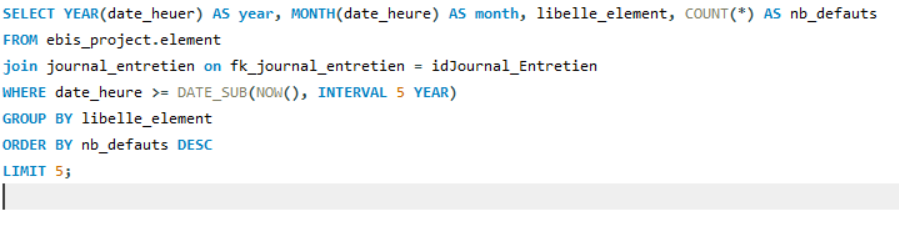 SELECT YEAR(date_heuer) AS year, MONTH(date_heure) AS month, libelle_element, COUNT(*) AS nb_defauts
FROM ebis_project.element
join journal_entretien on fk_journal_entretien = idJournal_Entretien
WHERE date_heure >= DATE_SUB(NOW(), INTERVAL 5 YEAR)
GROUP BY libelle_element
ORDER BY nb_defauts DESC
LIMIT 5;